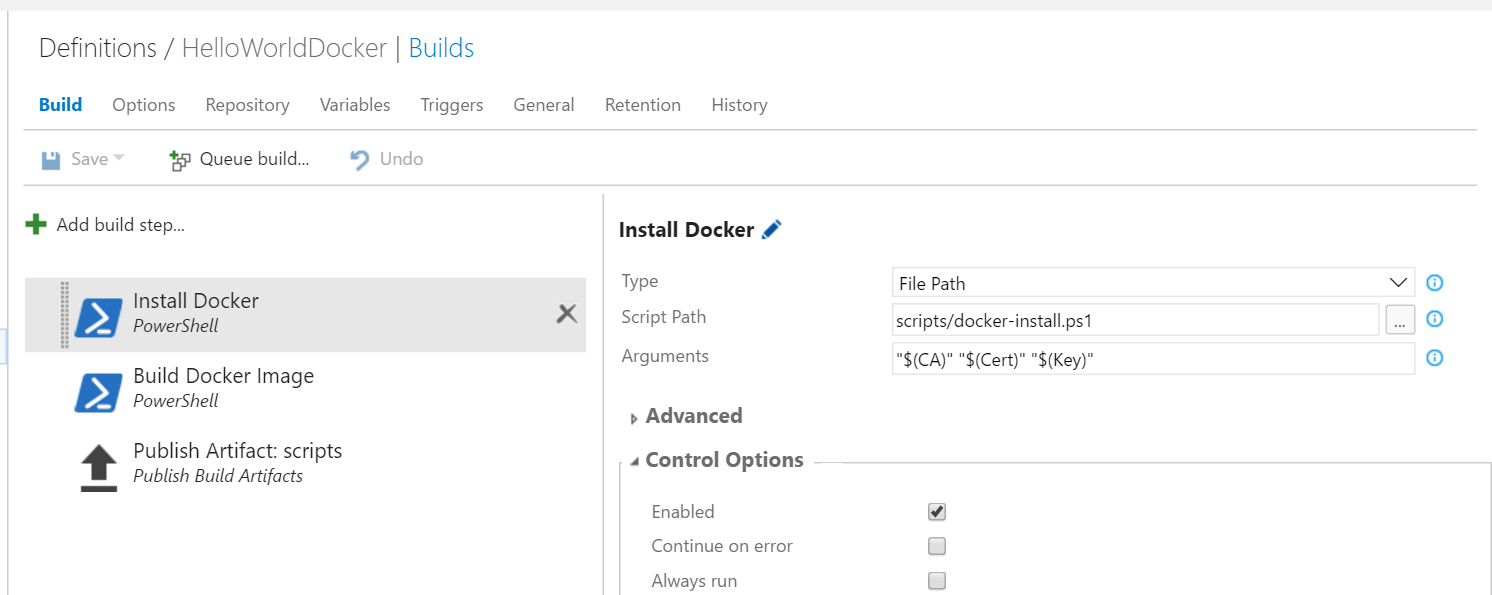 Definitions / HelloWorldDocker | Builds
Build Options Repository Variables Triggers General Retention History
Save Queue build... Undo
Add build step...
Install Docker
PowerShell
Build Docker Image
PowerShell
Publish Artifact: scripts
Publish Build Artifacts
Install Docker
Type File Path
Script Path scripts/docker-install.ps1 ...
Arguments "$(CA)" "$(Cert)" "$(Key)"
Advanced
Control Options
Enabled
Continue on error
Always run